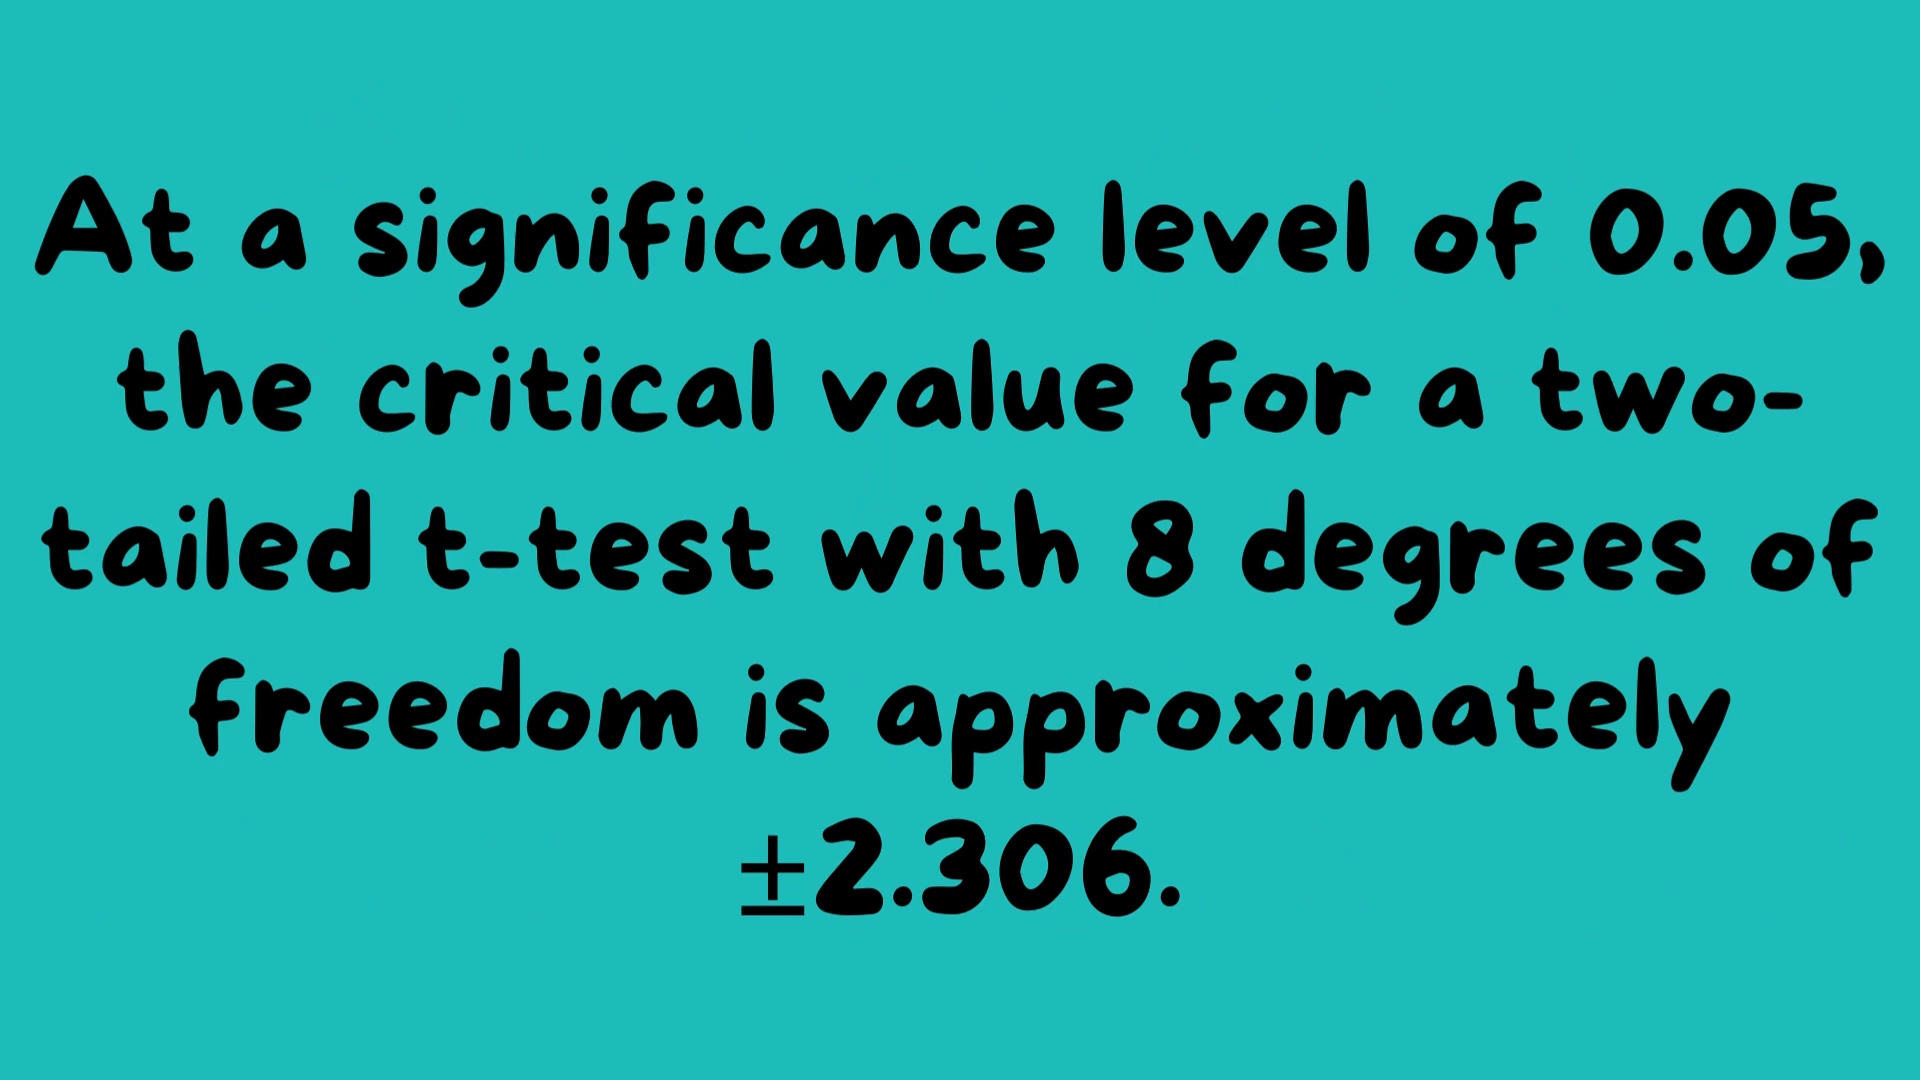 At a significance level of 0.05,
the critical value for a two-
tailed t-test with 8 degrees of
freedom is approximately
±2.306.